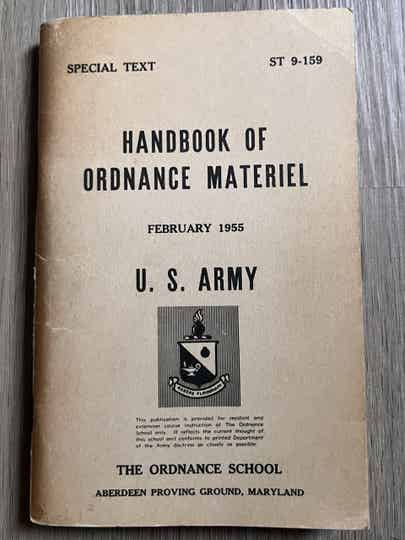 SPECIAL TEXT ST 9-159
HANDBOOK OF
ORDNANCE MATERIEL
FEBRUARY 1955
U. S. ARMY
This publication is provided for resident and
extension course instruction at The Ordnance
School only. It reflects the current thought of
this school and conforms to printed Department
of the Army doctrine as closely as possible.
THE ORDNANCE SCHOOL
ABERDEEN PROVING GROUND, MARYLAND